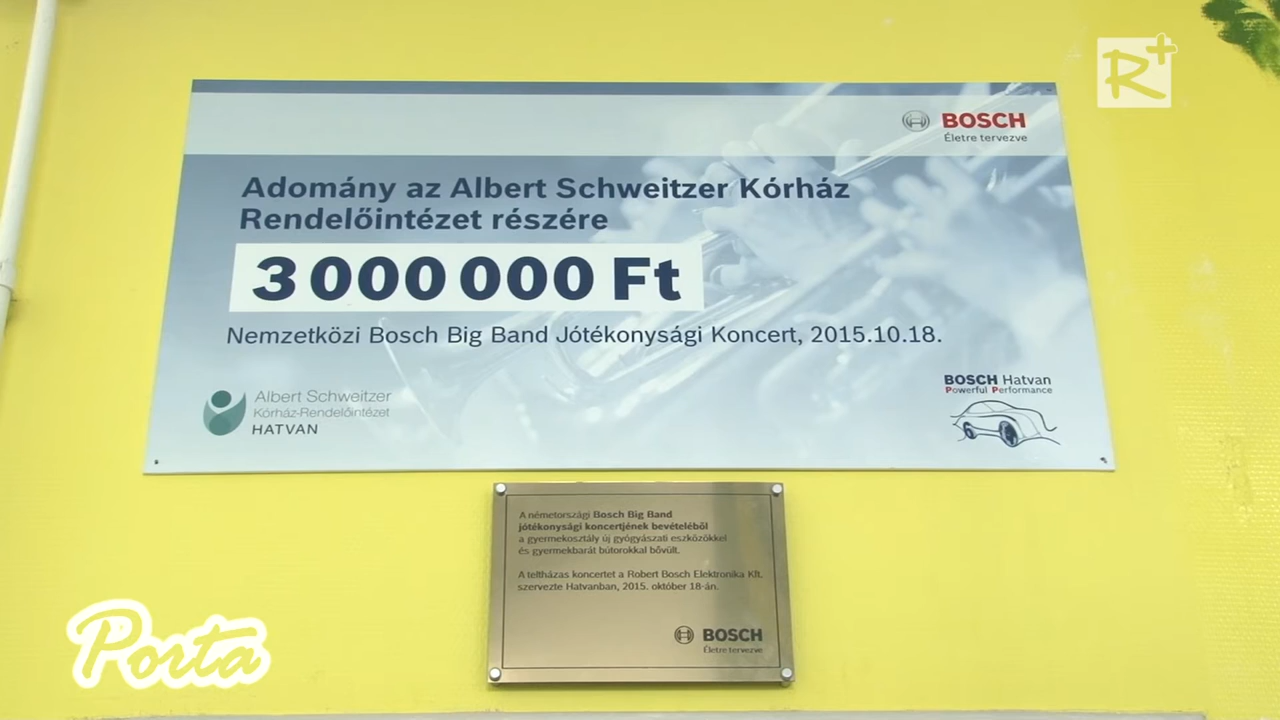 R+
BOSCH
Életre tervezve
Adomány az Albert Schweitzer Kórház
Rendelőintézet részére
3 000 000 Ft
Nemzetközi Bosch Big Band Jótékonysági Koncert, 2015.10.18.
BOSCH Hatvan
Powerful Performance
Albert Schweitzer
Kórház-Rendelőintézet
HATVAN
A németországi Bosch Big Band
jótékonysági koncertjének bevételéből
a gyermekosztály új gyógyászati eszközökkel
és gyermekbarát bútorokkal bővült.
A teltházas koncertet a Robert Bosch Elektronika Kft.
szervezte Hatvanban, 2015. október 18-án.
BOSCH
Életre tervezve
Porta